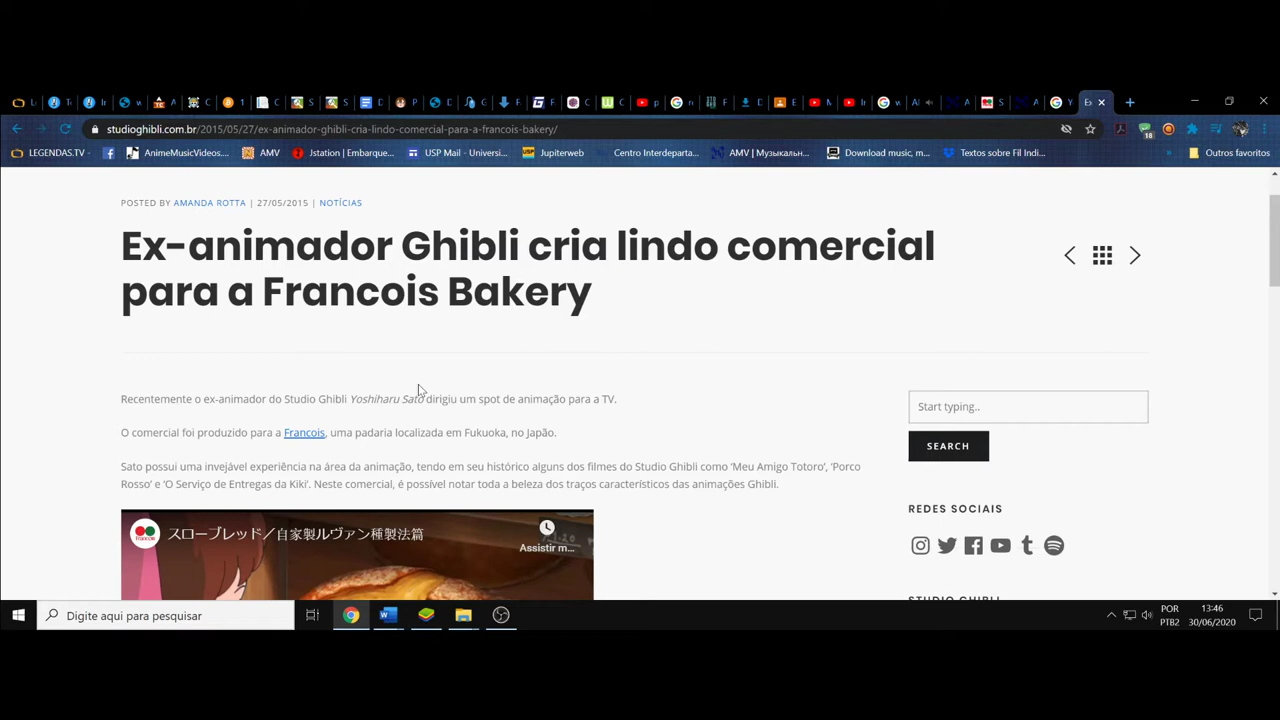 studioghibli.com.br/2015/05/27/ex-animador-ghibli-cria-lindo-comercial-para-a-francois-bakery/
18
LEGENDAS.TV
AnimeMusicVideos....
AMV
Jstation | Embarque...
USP Mail - Universi...
Jupiterweb
Centro Interdeparta...
AMV | Музыкальн...
Download music, m...
Textos sobre Fil Indi...
Outros favoritos
POSTED BY AMANDA ROTTA | 27/05/2015 | NOTÍCIAS
Ex-animador Ghibli cria lindo comercial
para a Francois Bakery
Recentemente o ex-animador do Studio Ghibli Yoshiharu Sato dirigiu um spot de animação para a TV.
O comercial foi produzido para a Francois, uma padaria localizada em Fukuoka, no Japão.
Sato possui uma invejável experiência na área da animação, tendo em seu histórico alguns dos filmes do Studio Ghibli como ‘Meu Amigo Totoro’, ‘Porco
Rosso’ e ‘O Serviço de Entregas da Kiki’. Neste comercial, é possível notar toda a beleza dos traços característicos das animações Ghibli.
Francois
スローブレッド／自家製ルヴァン種製法篇
Assistir m...
Start typing..
SEARCH
REDES SOCIAIS
STUDIO GHIBLI
Digite aqui para pesquisar
POR
PTB2
13:46
30/06/2020